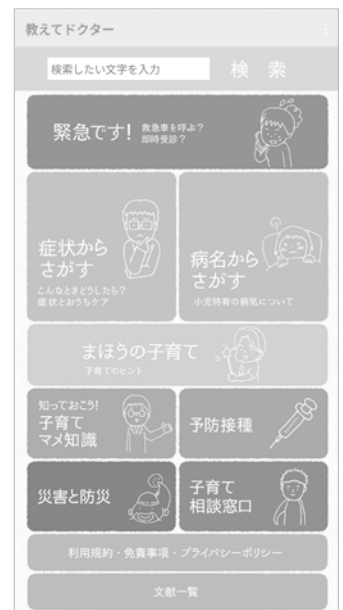 教えてドクター
検索したい文字を入力
検 索
緊急です!
救急車を呼ぶ?
即時受診?
症状から
さがす
こんなときどうしたら?
症状とおうちケア
病名から
さがす
小児特有の病気について
まほうの子育て
子育てのヒント
知っておこう!
子育て
マメ知識
予防接種
災害と防災
子育て
相談窓口
利用規約・免責事項・プライバシーポリシー
文献一覧